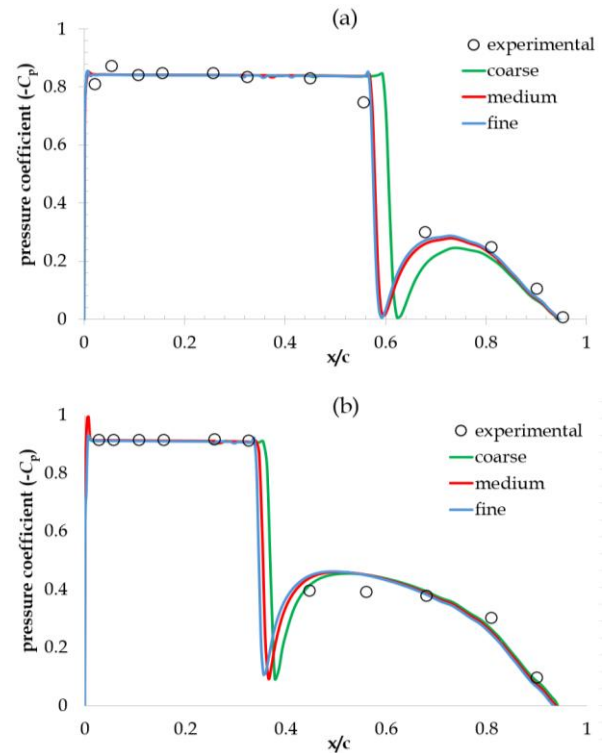 (a)
experimental
coarse
medium
fine
pressure coefficient (-Cp)
1
0.8
0.6
0.4
0.2
0
0 0.2 0.4 0.6 0.8 1
x/c
(b)
experimental
coarse
medium
fine
pressure coefficient (-Cp)
1
0.8
0.6
0.4
0.2
0
0 0.2 0.4 0.6 0.8 1
x/c